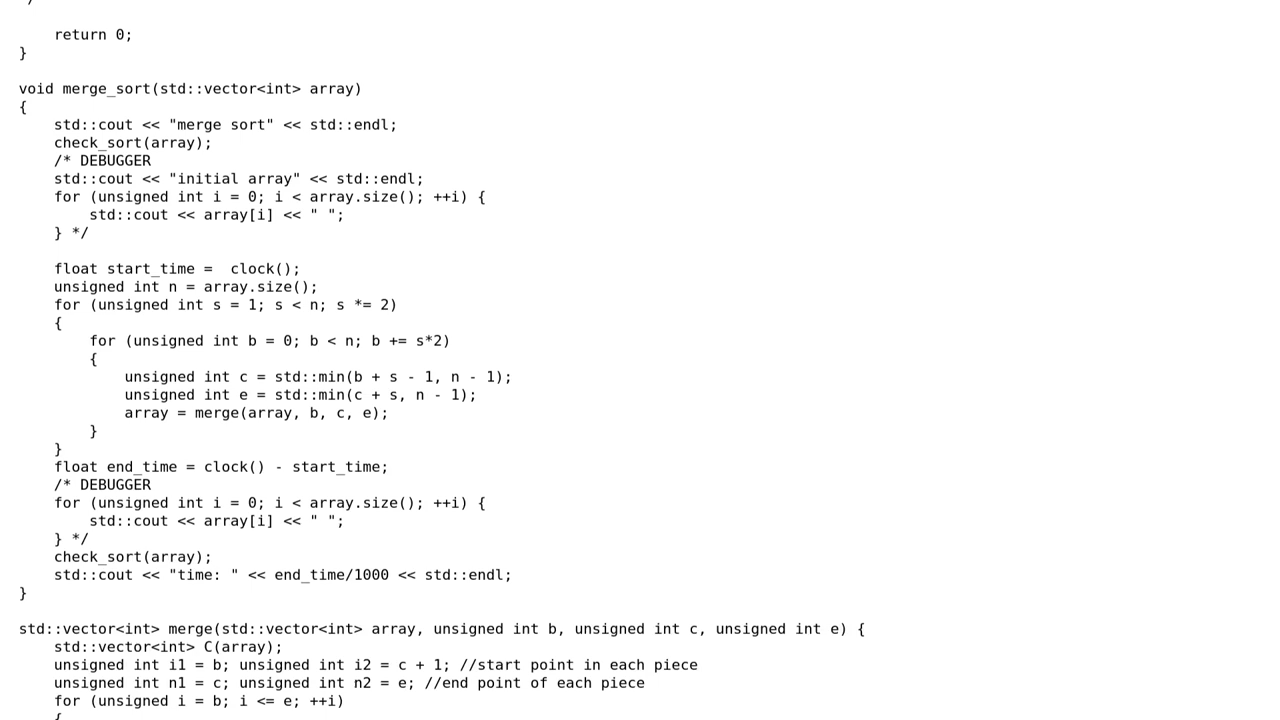 /

    return 0;
}

void merge_sort(std::vector<int> array)
{
    std::cout << "merge sort" << std::endl;
    check_sort(array);
    /* DEBUGGER
    std::cout << "initial array" << std::endl;
    for (unsigned int i = 0; i < array.size(); ++i) {
        std::cout << array[i] << " ";
    } */

    float start_time =  clock();
    unsigned int n = array.size();
    for (unsigned int s = 1; s < n; s *= 2)
    {
        for (unsigned int b = 0; b < n; b += s*2)
        {
            unsigned int c = std::min(b + s - 1, n - 1);
            unsigned int e = std::min(c + s, n - 1);
            array = merge(array, b, c, e);
        }
    }
    float end_time = clock() - start_time;
    /* DEBUGGER
    for (unsigned int i = 0; i < array.size(); ++i) {
        std::cout << array[i] << " ";
    } */
    check_sort(array);
    std::cout << "time: " << end_time/1000 << std::endl;
}

std::vector<int> merge(std::vector<int> array, unsigned int b, unsigned int c, unsigned int e) {
    std::vector<int> C(array);
    unsigned int i1 = b; unsigned int i2 = c + 1; //start point in each piece
    unsigned int n1 = c; unsigned int n2 = e; //end point of each piece
    for (unsigned i = b; i <= e; ++i)
    {